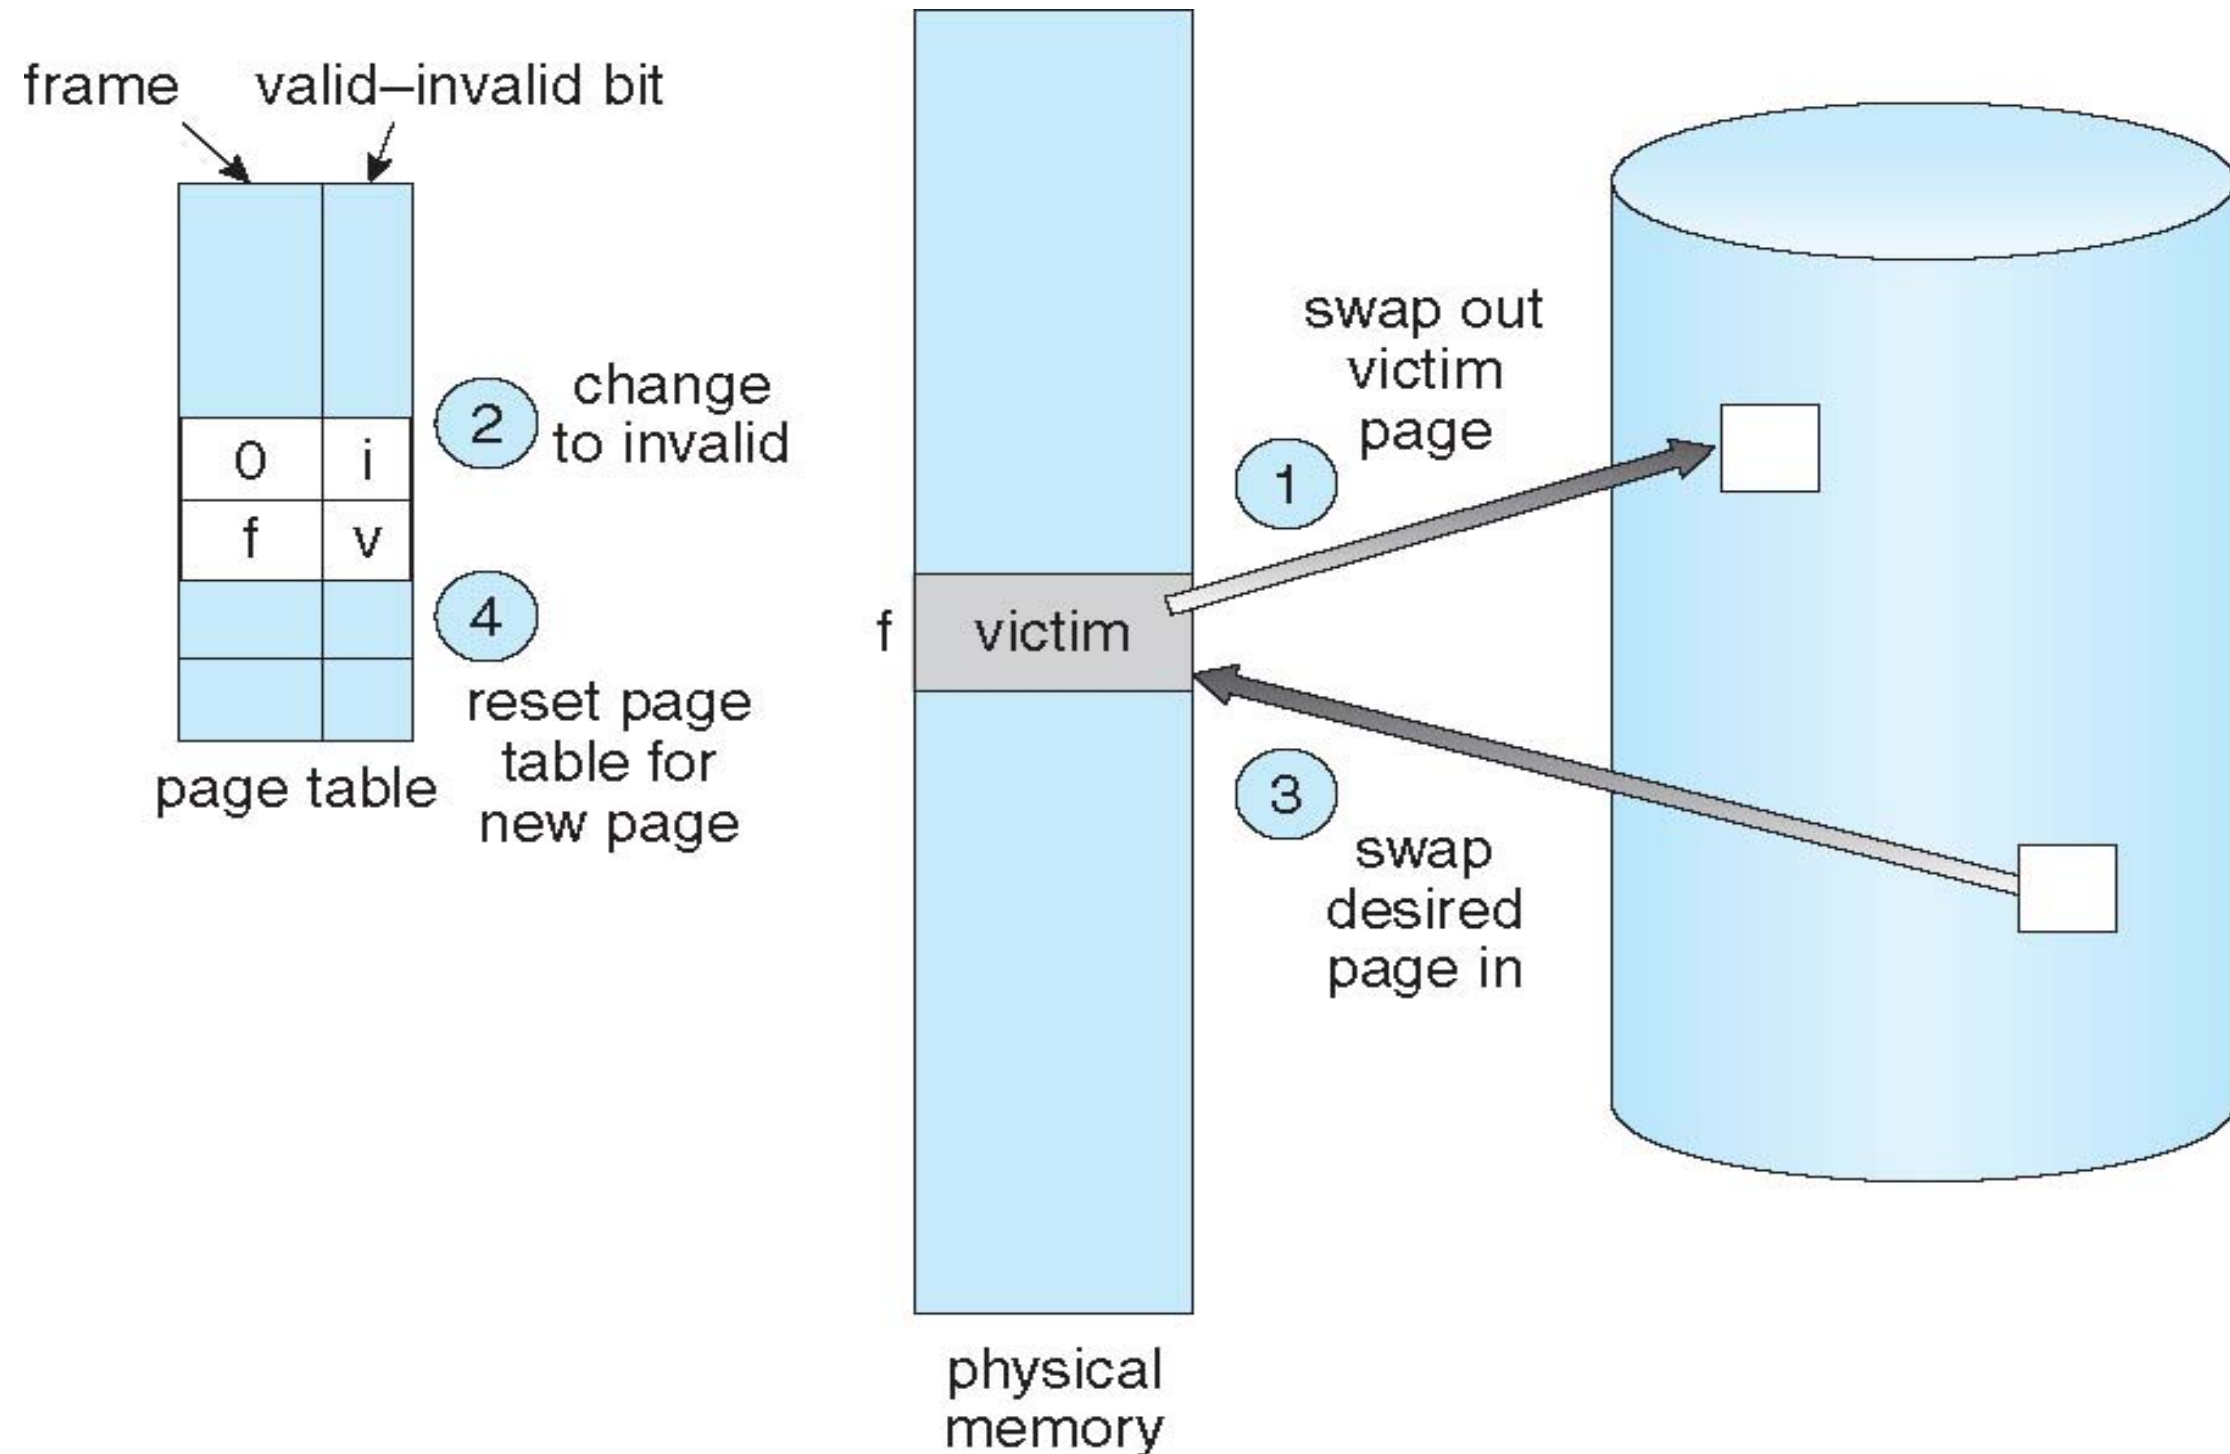 frame
valid–invalid bit
0
i
f
v
page table
2
change
to invalid
4
reset page
table for
new page
f
victim
physical
memory
1
swap out
victim
page
3
swap
desired
page in